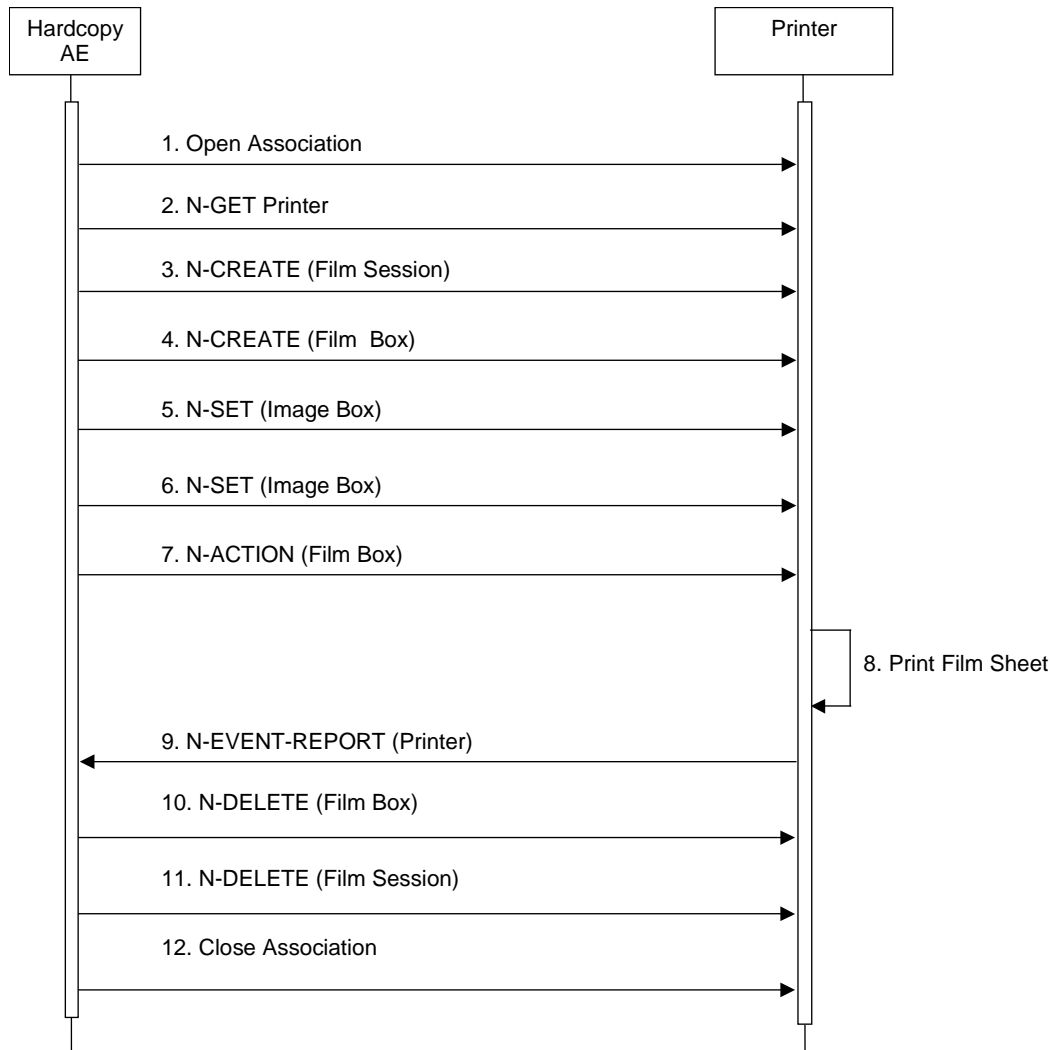 Hardcopy
AE
Printer
1. Open Association
2. N-GET Printer
3. N-CREATE (Film Session)
4. N-CREATE (Film  Box)
5. N-SET (Image Box)
6. N-SET (Image Box)
7. N-ACTION (Film Box)
8. Print Film Sheet
9. N-EVENT-REPORT (Printer)
10. N-DELETE (Film Box)
11. N-DELETE (Film Session)
12. Close Association